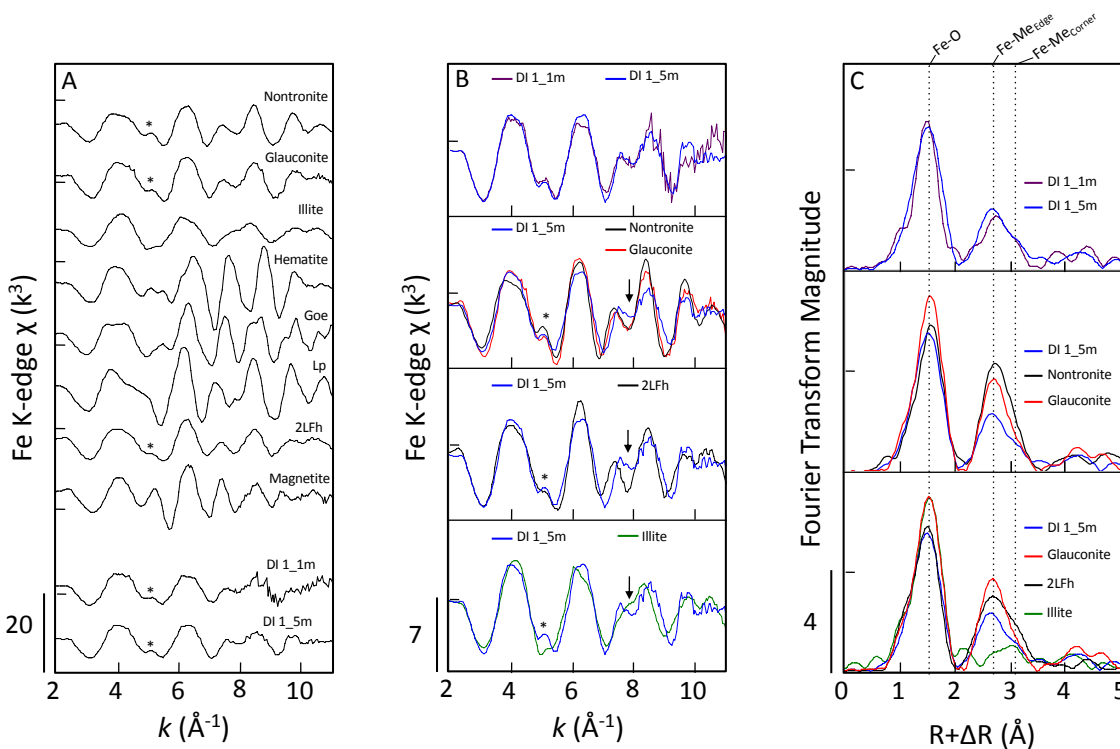 A
Nontronite
*
Glauconite
*
Illite
Hematite
Goe
Lp
2LFh
*
Magnetite
DI 1_1m
*
DI 1_5m
*
20
Fe K-edge χ (k³)
2 4 6 8 10
k (Å⁻¹)
B
DI 1_1m DI 1_5m
DI 1_5m Nontronite
Glauconite
*
DI 1_5m 2LFh
*
DI 1_5m Illite
*
7
Fe K-edge χ (k³)
2 4 6 8 10
k (Å⁻¹)
C
Fe-O
Fe-MeEdge
Fe-MeCorner
DI 1_1m
DI 1_5m
DI 1_5m
Nontronite
Glauconite
DI 1_5m
Glauconite
2LFh
Illite
4
Fourier Transform Magnitude
0 1 2 3 4 5
R+ΔR (Å)